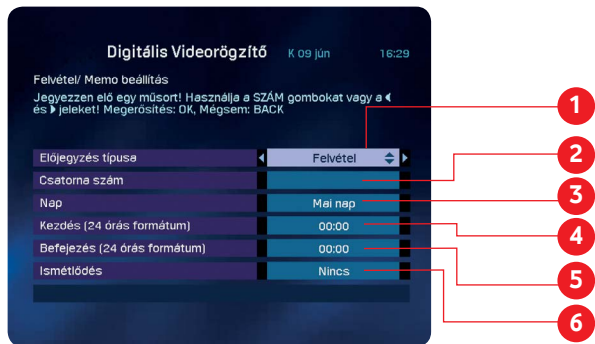 Digitális Videorögzítő K 09 jún 16:29
Felvétel/ Memo beállítás
Jegyezzen elő egy műsort! Használja a SZÁM gombokat vagy a ◀
és ▶ jeleket! Megerősítés: OK, Mégsem: BACK
Előjegyzés típusa Felvétel
1
Csatorna szám
2
Nap Mai nap
3
Kezdés (24 órás formátum) 00:00
4
Befejezés (24 órás formátum) 00:00
5
Ismétlődés Nincs
6